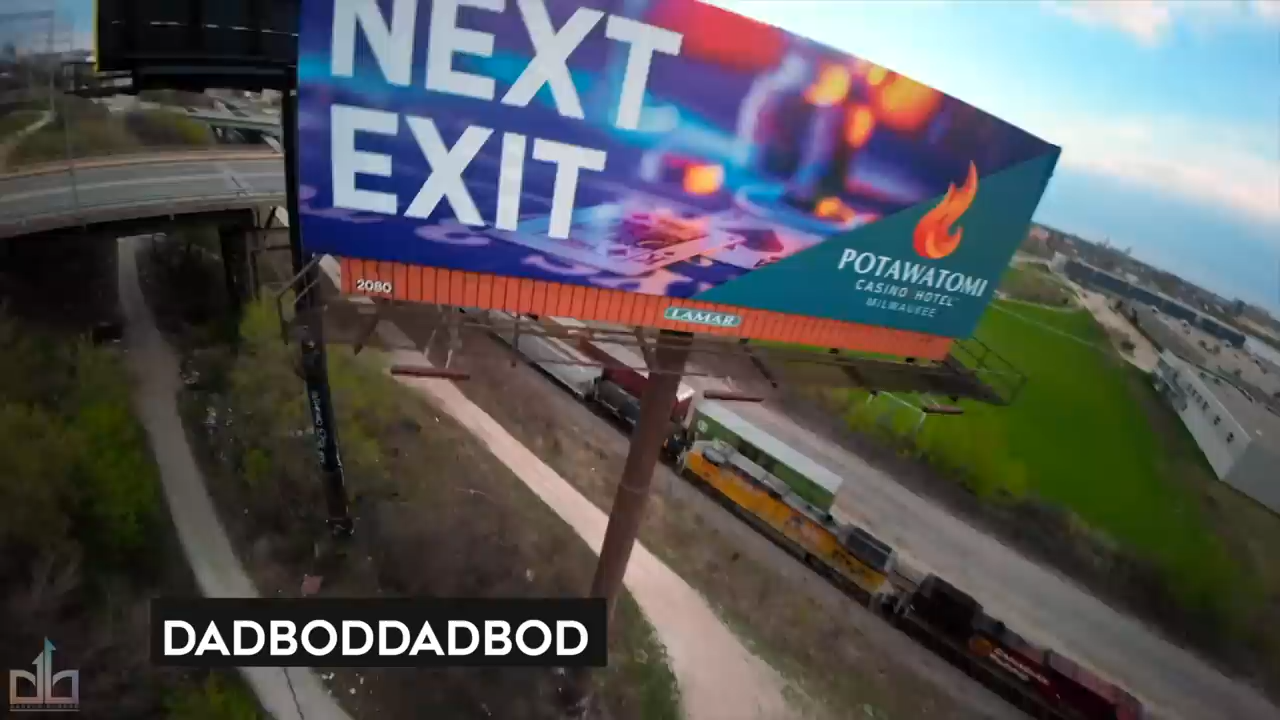 NEXT
EXIT
POTAWATOMI
CASINO HOTEL
MILWAUKEE
2080
LAMAR
DADBODDADBOD